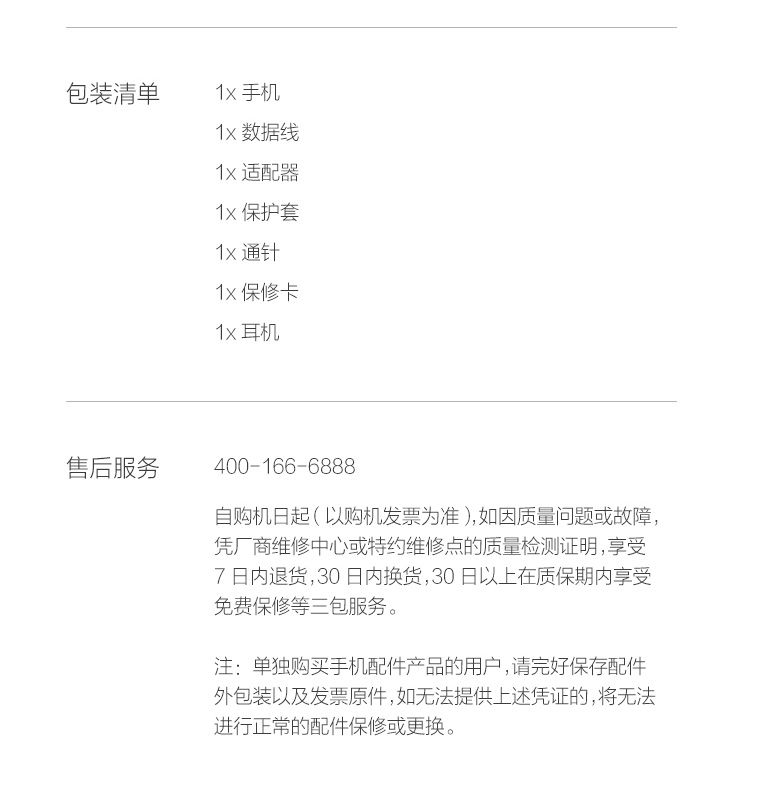 包装清单
1x 手机
1x 数据线
1x 适配器
1x 保护套
1x 通针
1x 保修卡
1x 耳机
售后服务
400-166-6888
自购机日起(以购机发票为准),如因质量问题或故障,
凭厂商维修中心或特约维修点的质量检测证明,享受
7 日内退货,30 日内换货,30 日以上在质保期内享受
免费保修等三包服务。
注：单独购买手机配件产品的用户,请完好保存配件
外包装以及发票原件,如无法提供上述凭证的,将无法
进行正常的配件保修或更换。